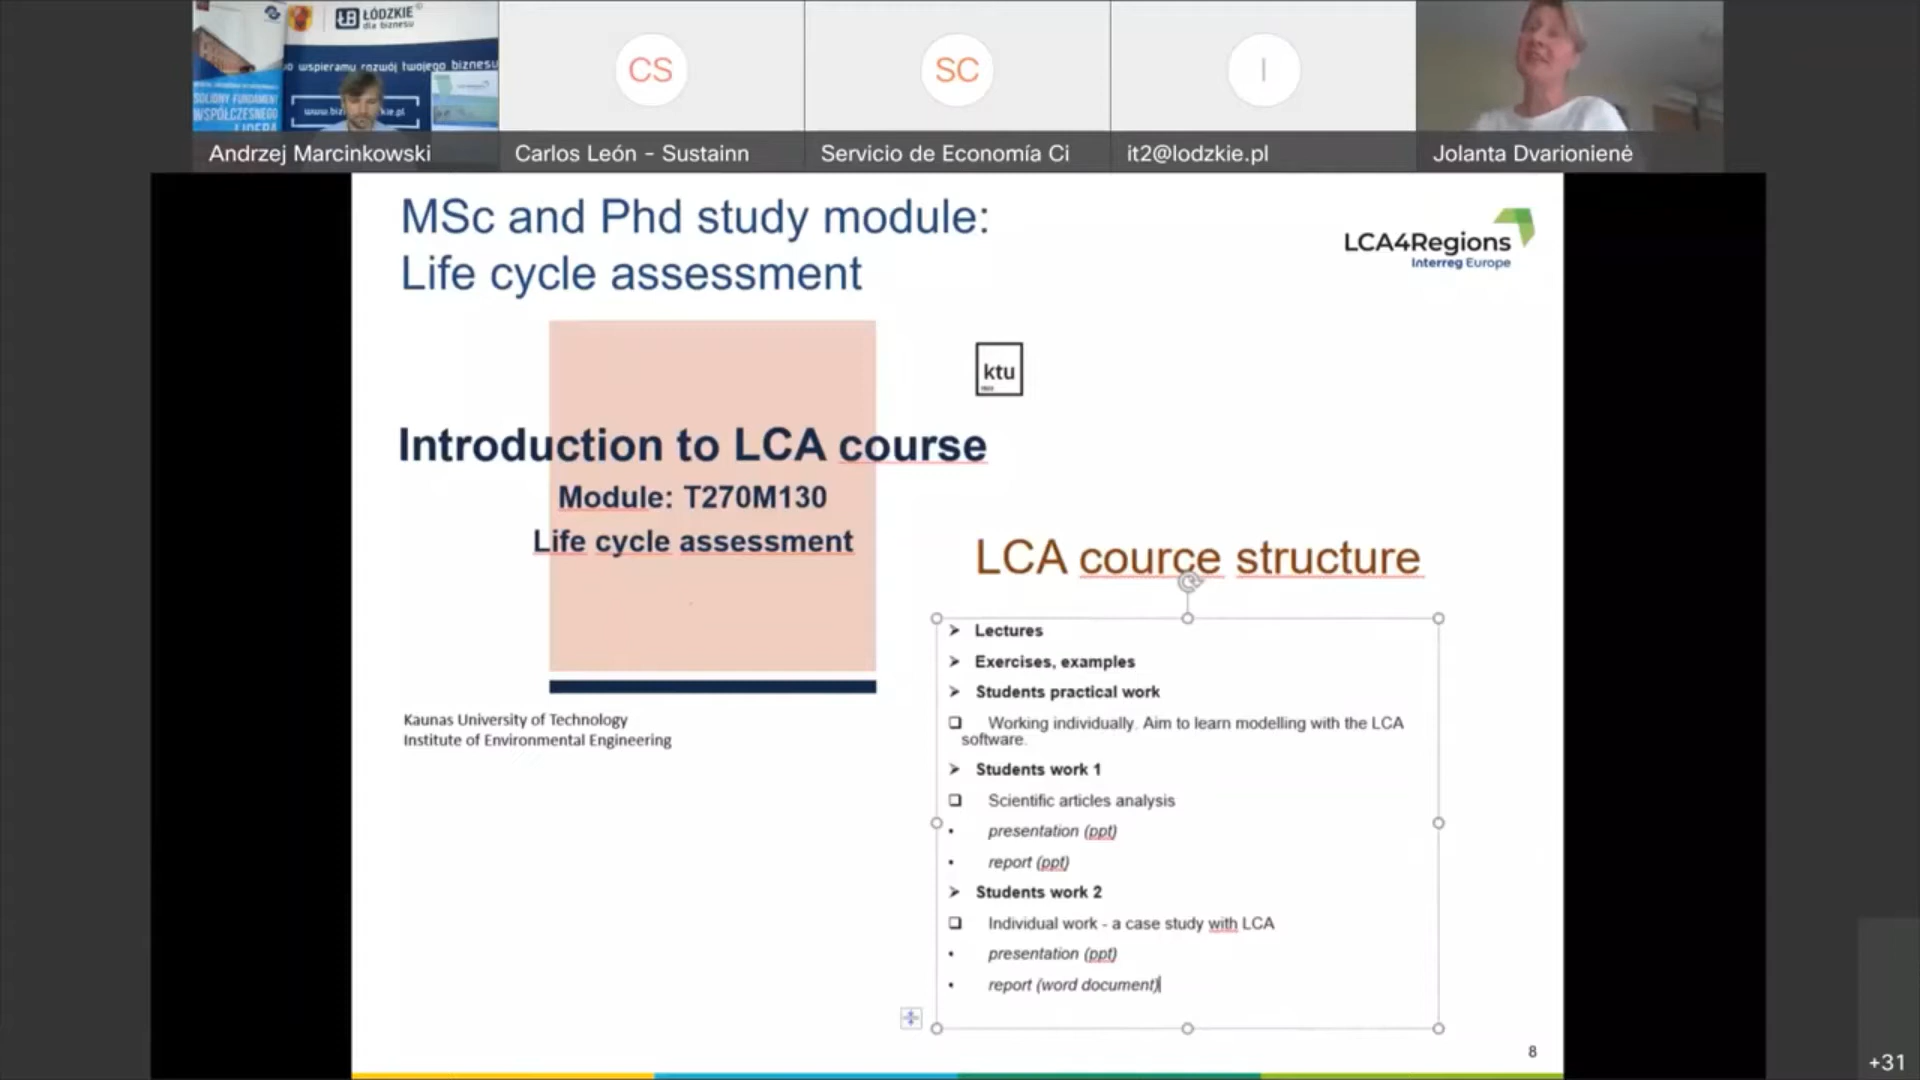 ŁÓDZKIE
dla biznesu
wspieramy rozwój twojego biznesu
SOLIDNY FUNDAMENT
WSPÓŁCZESNEGO
LIDERA
CS
SC
I
Andrzej Marcinkowski
Carlos León - Sustainn
Servicio de Economía Ci
it2@lodzkie.pl
Jolanta Dvarionienė
MSc and Phd study module:
Life cycle assessment
LCA4Regions
Interreg Europe
ktu
Introduction to LCA course
Module: T270M130
Life cycle assessment
Kaunas University of Technology
Institute of Environmental Engineering
LCA cource structure
➤ Lectures
➤ Exercises, examples
➤ Students practical work
❑ Working individually. Aim to learn modelling with the LCA
software.
➤ Students work 1
❑ Scientific articles analysis
• presentation (ppt)
• report (ppt)
➤ Students work 2
❑ Individual work - a case study with LCA
• presentation (ppt)
• report (word document)
8
+31